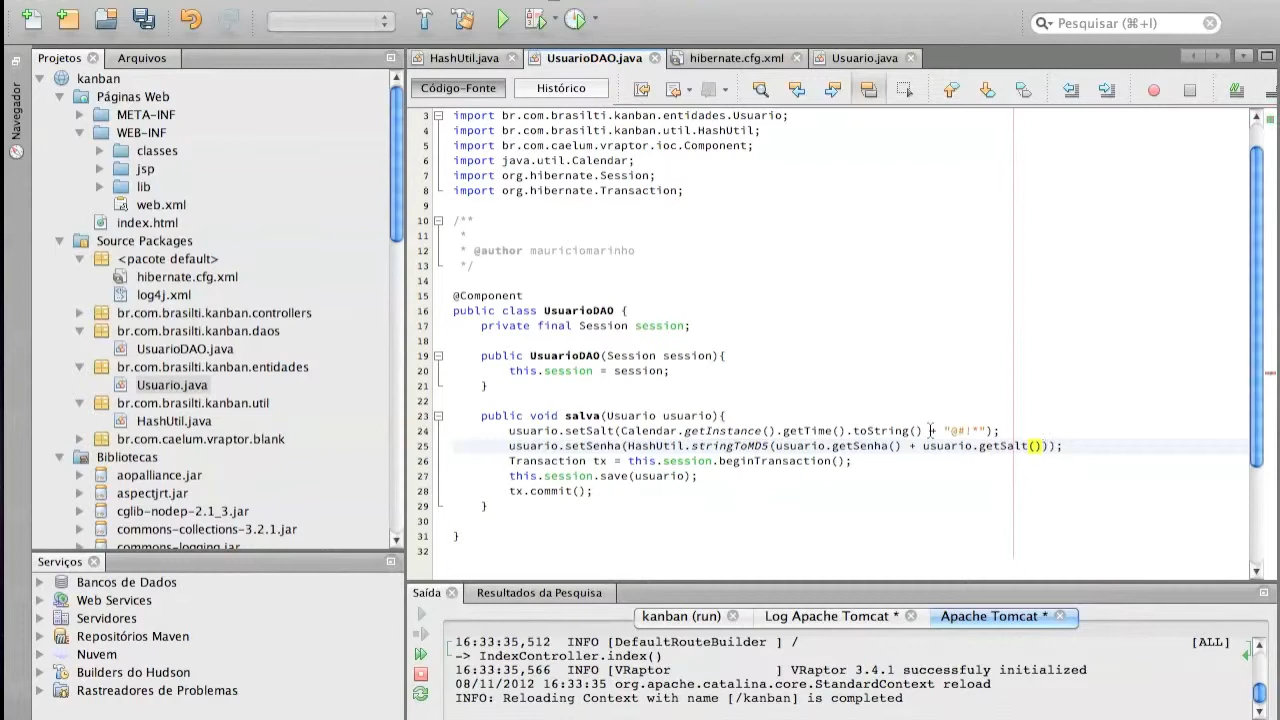 Pesquisar (⌘+I)
Projetos
Arquivos
HashUtil.java
UsuarioDAO.java
hibernate.cfg.xml
Usuario.java
Código-Fonte
Histórico
Navegador
kanban
Páginas Web
META-INF
WEB-INF
classes
jsp
lib
web.xml
index.html
Source Packages
<pacote default>
hibernate.cfg.xml
log4j.xml
br.com.brasilti.kanban.controllers
br.com.brasilti.kanban.daos
UsuarioDAO.java
br.com.brasilti.kanban.entidades
Usuario.java
br.com.brasilti.kanban.util
HashUtil.java
br.com.caelum.vraptor.blank
Bibliotecas
aopalliance.jar
aspectjrt.jar
cglib-nodep-2.1_3.jar
commons-collections-3.2.1.jar
commons-logging.jar
3 import br.com.brasilti.kanban.entidades.Usuario;
4 import br.com.brasilti.kanban.util.HashUtil;
5 import br.com.caelum.vraptor.ioc.Component;
6 import java.util.Calendar;
7 import org.hibernate.Session;
8 import org.hibernate.Transaction;
9
10 /**
11 *
12 * @author mauriciomarinho
13 */
14
15 @Component
16 public class UsuarioDAO {
17 private final Session session;
18
19 public UsuarioDAO(Session session){
20 this.session = session;
21 }
22
23 public void salva(Usuario usuario){
24 usuario.setSalt(Calendar.getInstance().getTime().toString() + "@#!*");
25 usuario.setSenha(HashUtil.stringToMD5(usuario.getSenha() + usuario.getSalt()));
26 Transaction tx = this.session.beginTransaction();
27 this.session.save(usuario);
28 tx.commit();
29 }
30
31 }
32
Serviços
Bancos de Dados
Web Services
Servidores
Repositórios Maven
Nuvem
Builders do Hudson
Rastreadores de Problemas
Saída
Resultados da Pesquisa
kanban (run)
Log Apache Tomcat *
Apache Tomcat *
16:33:35,512 INFO [DefaultRouteBuilder ] / [ALL]
-> IndexController.index()
16:33:35,566 INFO [VRaptor ] VRaptor 3.4.1 successfuly initialized
08/11/2012 16:33:35 org.apache.catalina.core.StandardContext reload
INFO: Reloading Context with name [/kanban] is completed